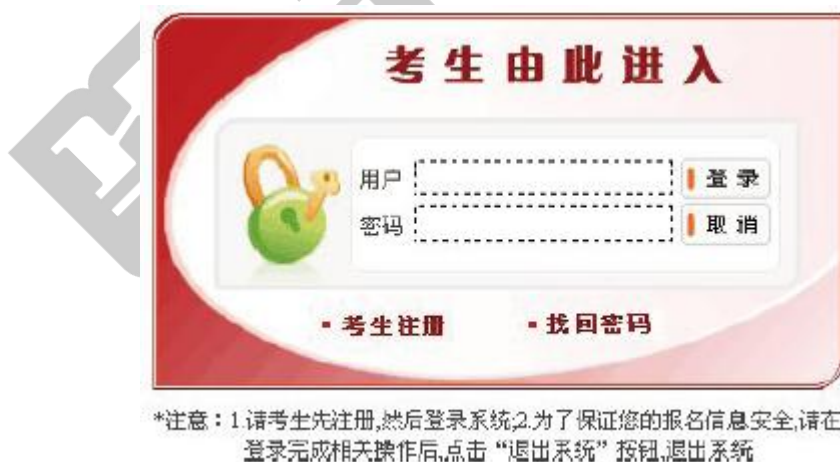 考生由此进入
用户
登录
密码
取消
▪考生注册 ▪找回密码
*注意：1.请考生先注册,然后登录系统;2.为了保证您的报名信息安全,请在
登录完成相关操作后,点击“退出系统”按钮,退出系统